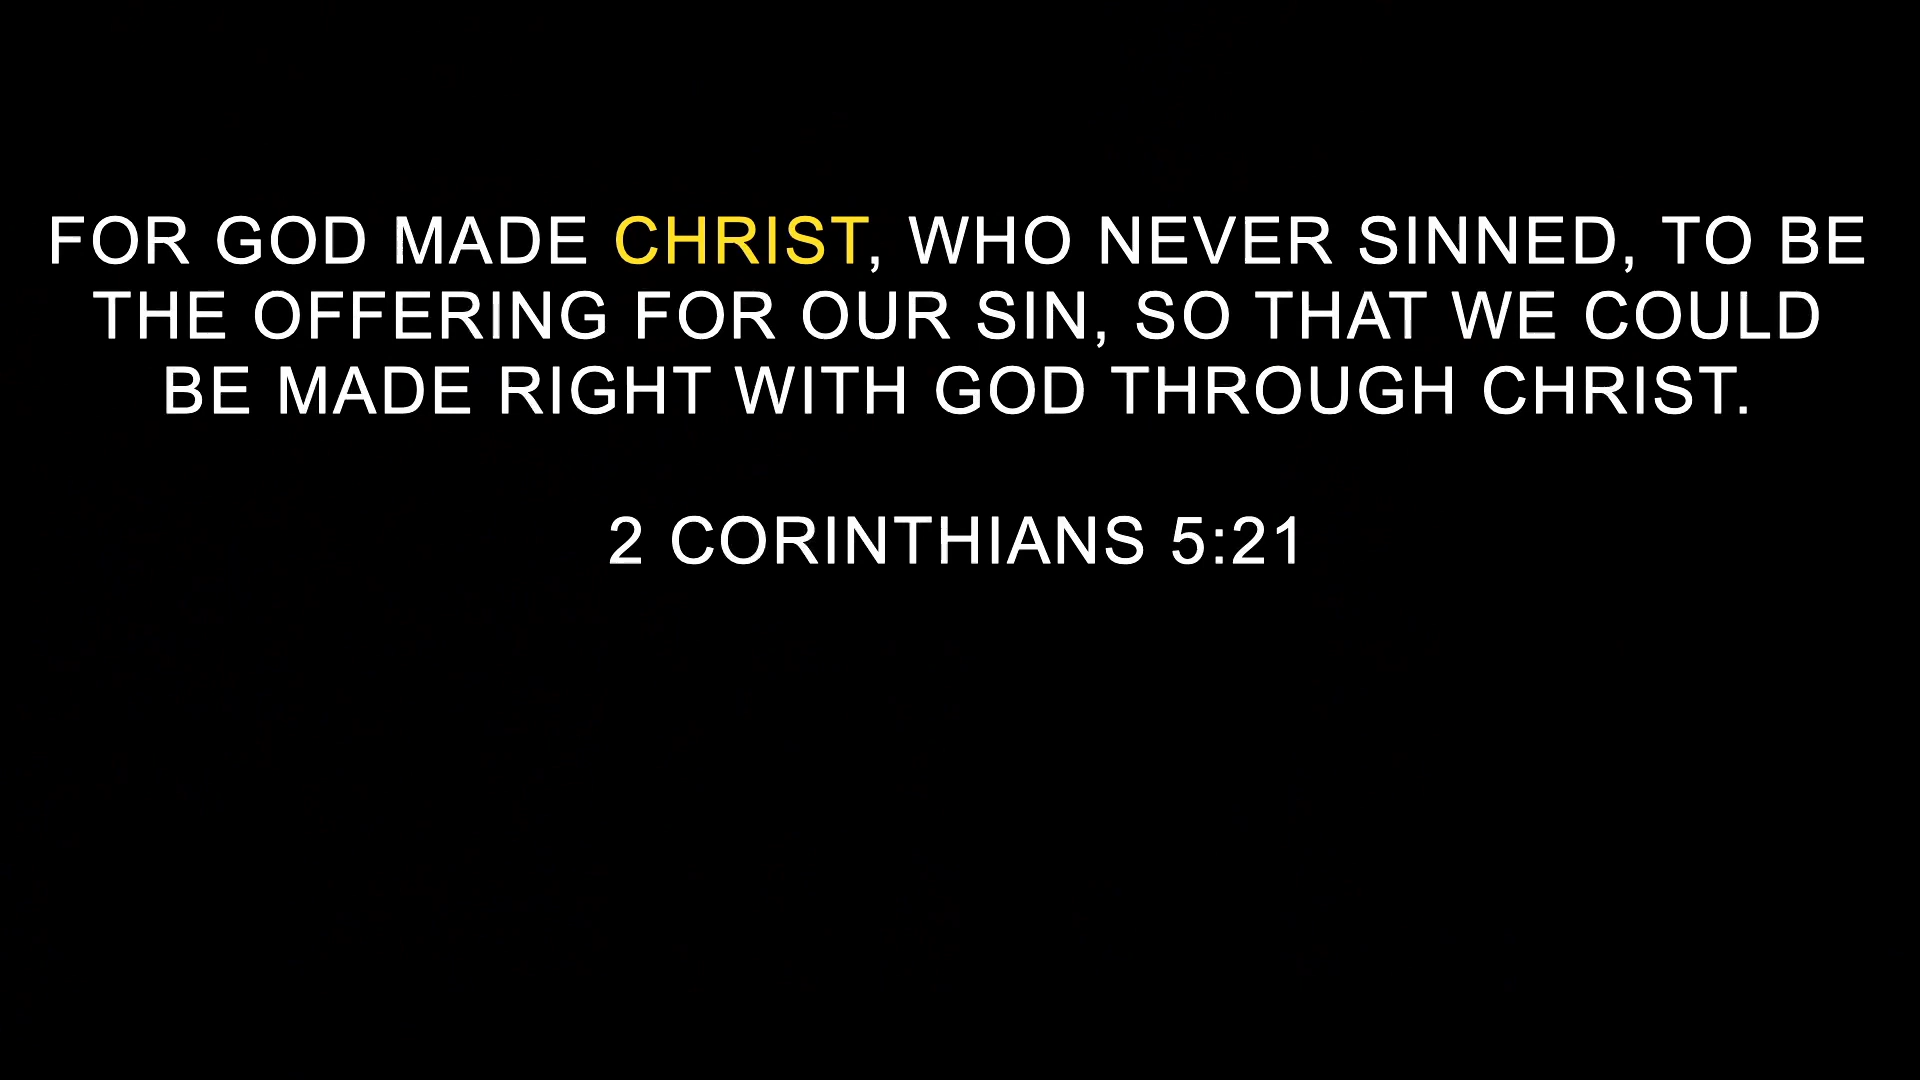 FOR GOD MADE CHRIST, WHO NEVER SINNED, TO BE
THE OFFERING FOR OUR SIN, SO THAT WE COULD
BE MADE RIGHT WITH GOD THROUGH CHRIST.
2 CORINTHIANS 5:21